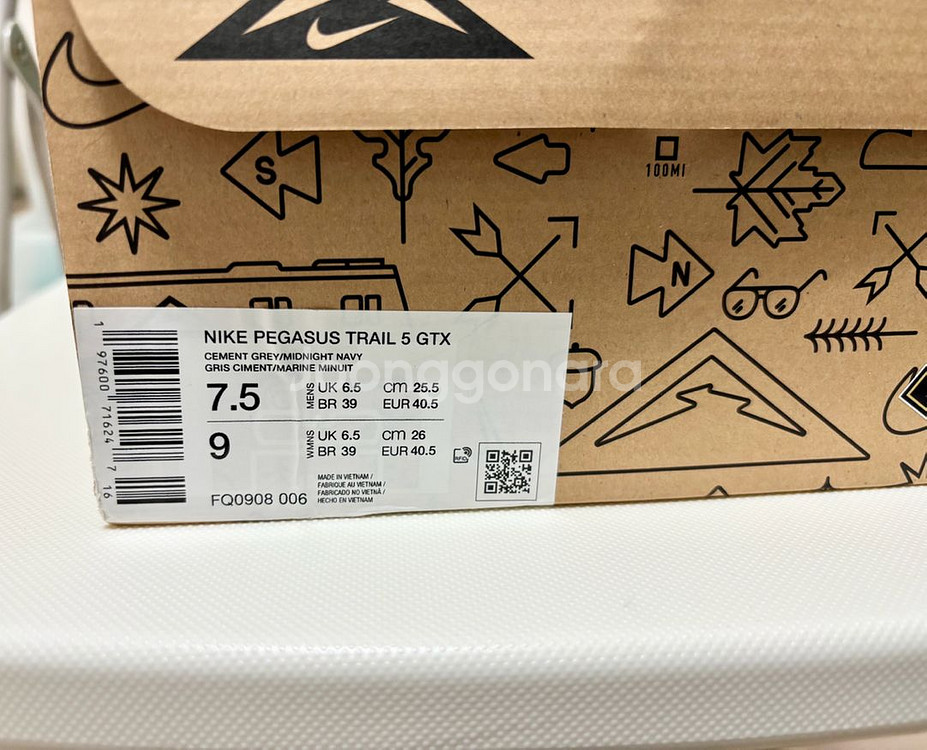 100MI
S
N
NIKE PEGASUS TRAIL 5 GTX
CEMENT GREY/MIDNIGHT NAVY
GRIS CIMENT/MARINE MINUIT
7.5 MENS UK 6.5 cm 25.5
BR 39 EUR 40.5
9 WMNS UK 6.5 cm 26
BR 39 EUR 40.5
MADE IN VIETNAM /
FABRIQUE AU VIETNAM /
FABRICADO NO VIETNÃ /
HECHO EN VIETNAM
FQ0908 006
RFID
1 97600 71624 7 16
joonggonara